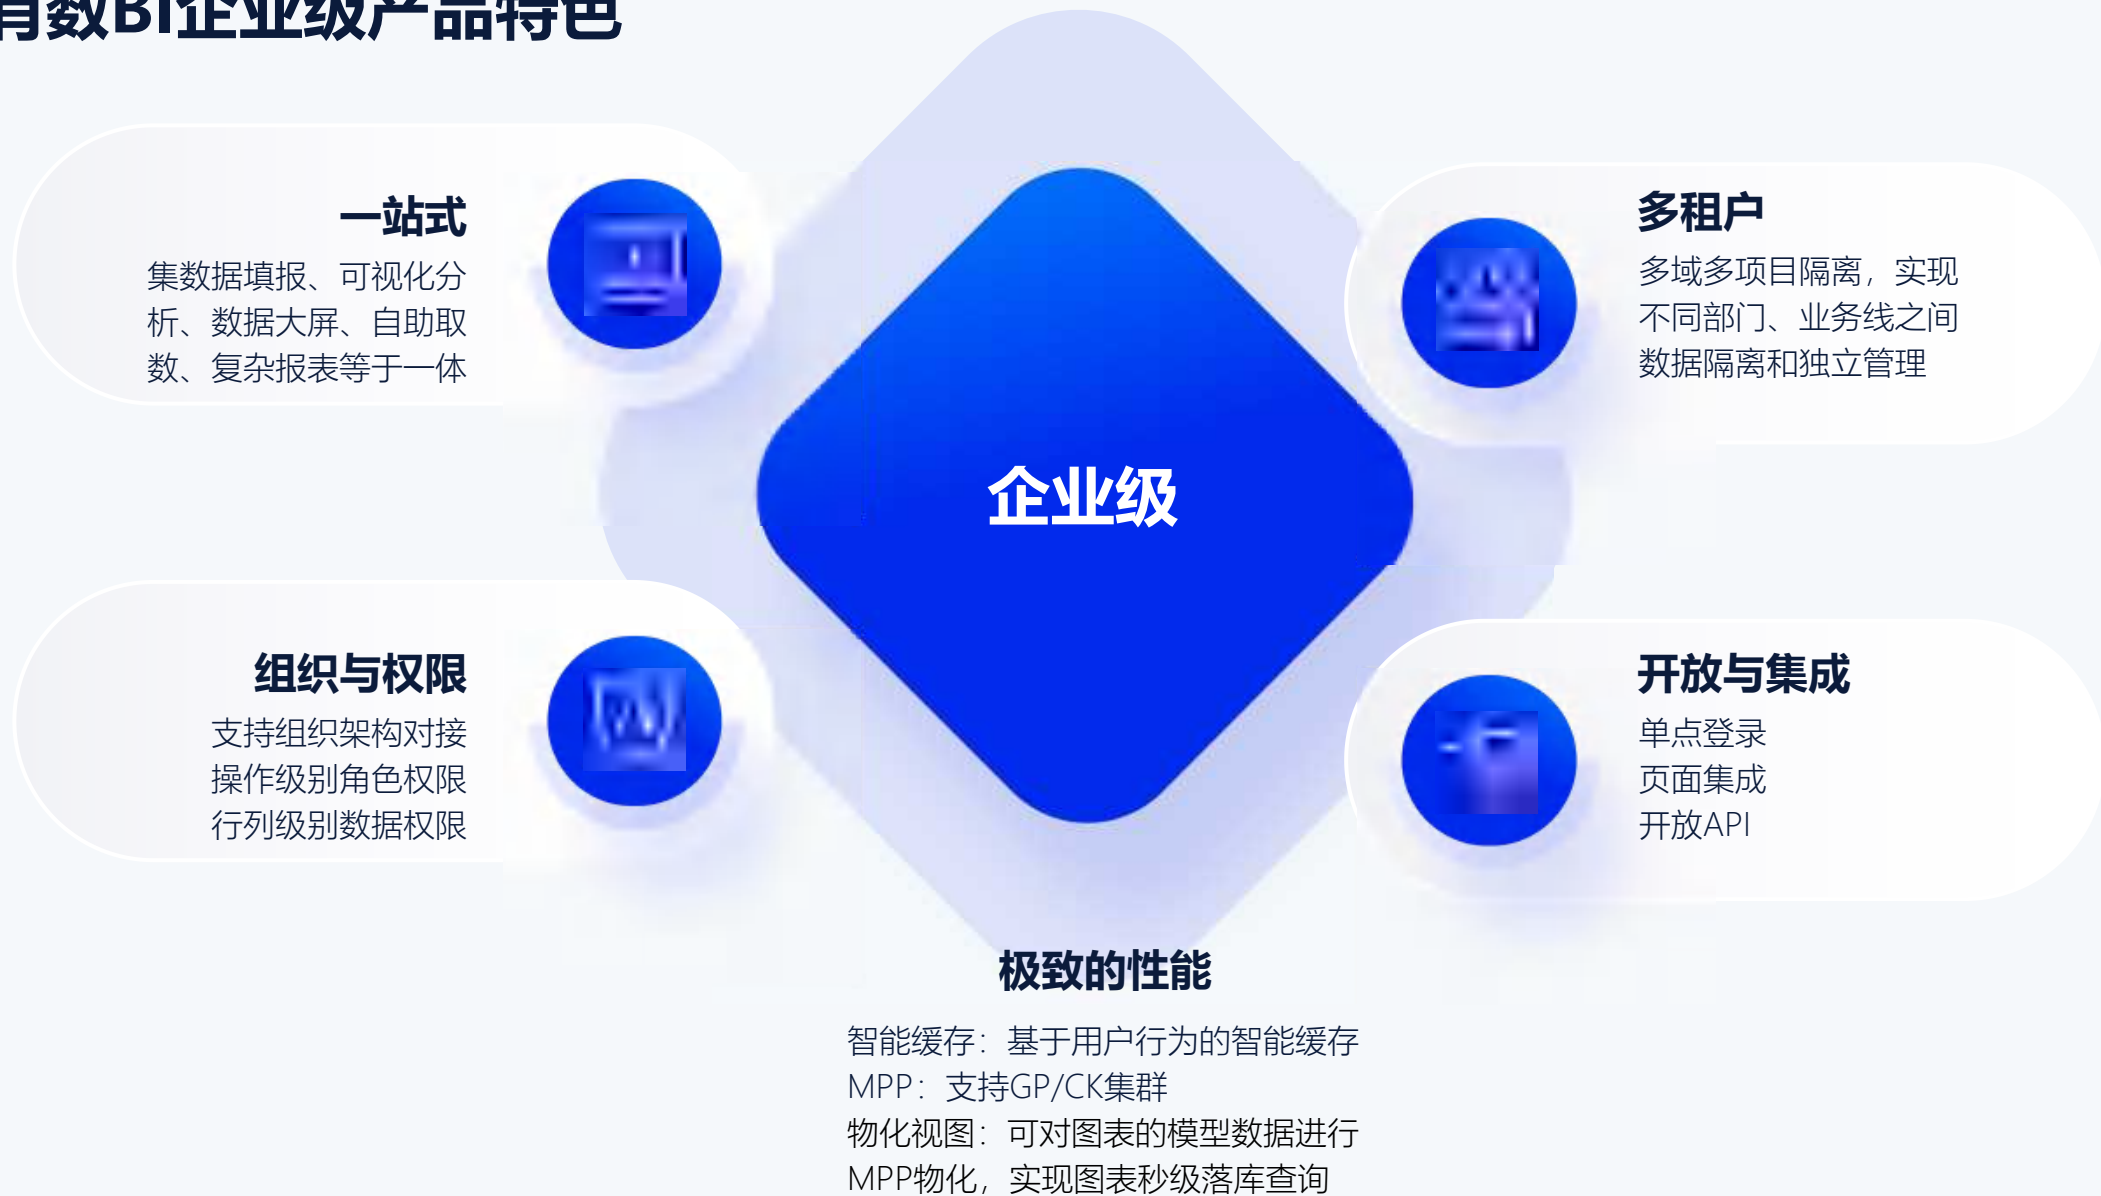 有数BI企业级产品特色
一站式
集数据填报、可视化分
析、数据大屏、自助取
数、复杂报表等于一体
多租户
多域多项目隔离，实现
不同部门、业务线之间
数据隔离和独立管理
企业级
组织与权限
支持组织架构对接
操作级别角色权限
行列级别数据权限
开放与集成
单点登录
页面集成
开放API
极致的性能
智能缓存：基于用户行为的智能缓存
MPP：支持GP/CK集群
物化视图：可对图表的模型数据进行
MPP物化，实现图表秒级落库查询